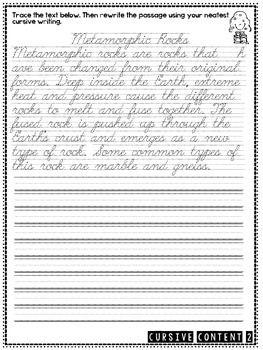 Trace the text below. Then rewrite the passage using your neatest
cursive writing.
Metamorphic Rocks
Metamorphic rocks are rocks that h
ave been changed from their original
forms. Deep inside the Earth, extreme
heat and pressure cause the different
rocks to melt and fuse together. The
fused rock is pushed up through the
Earth's crust and emerges as a new
type of rock. Some common types of
this rock are marble and gneiss.
CURSIVE CONTENT 2